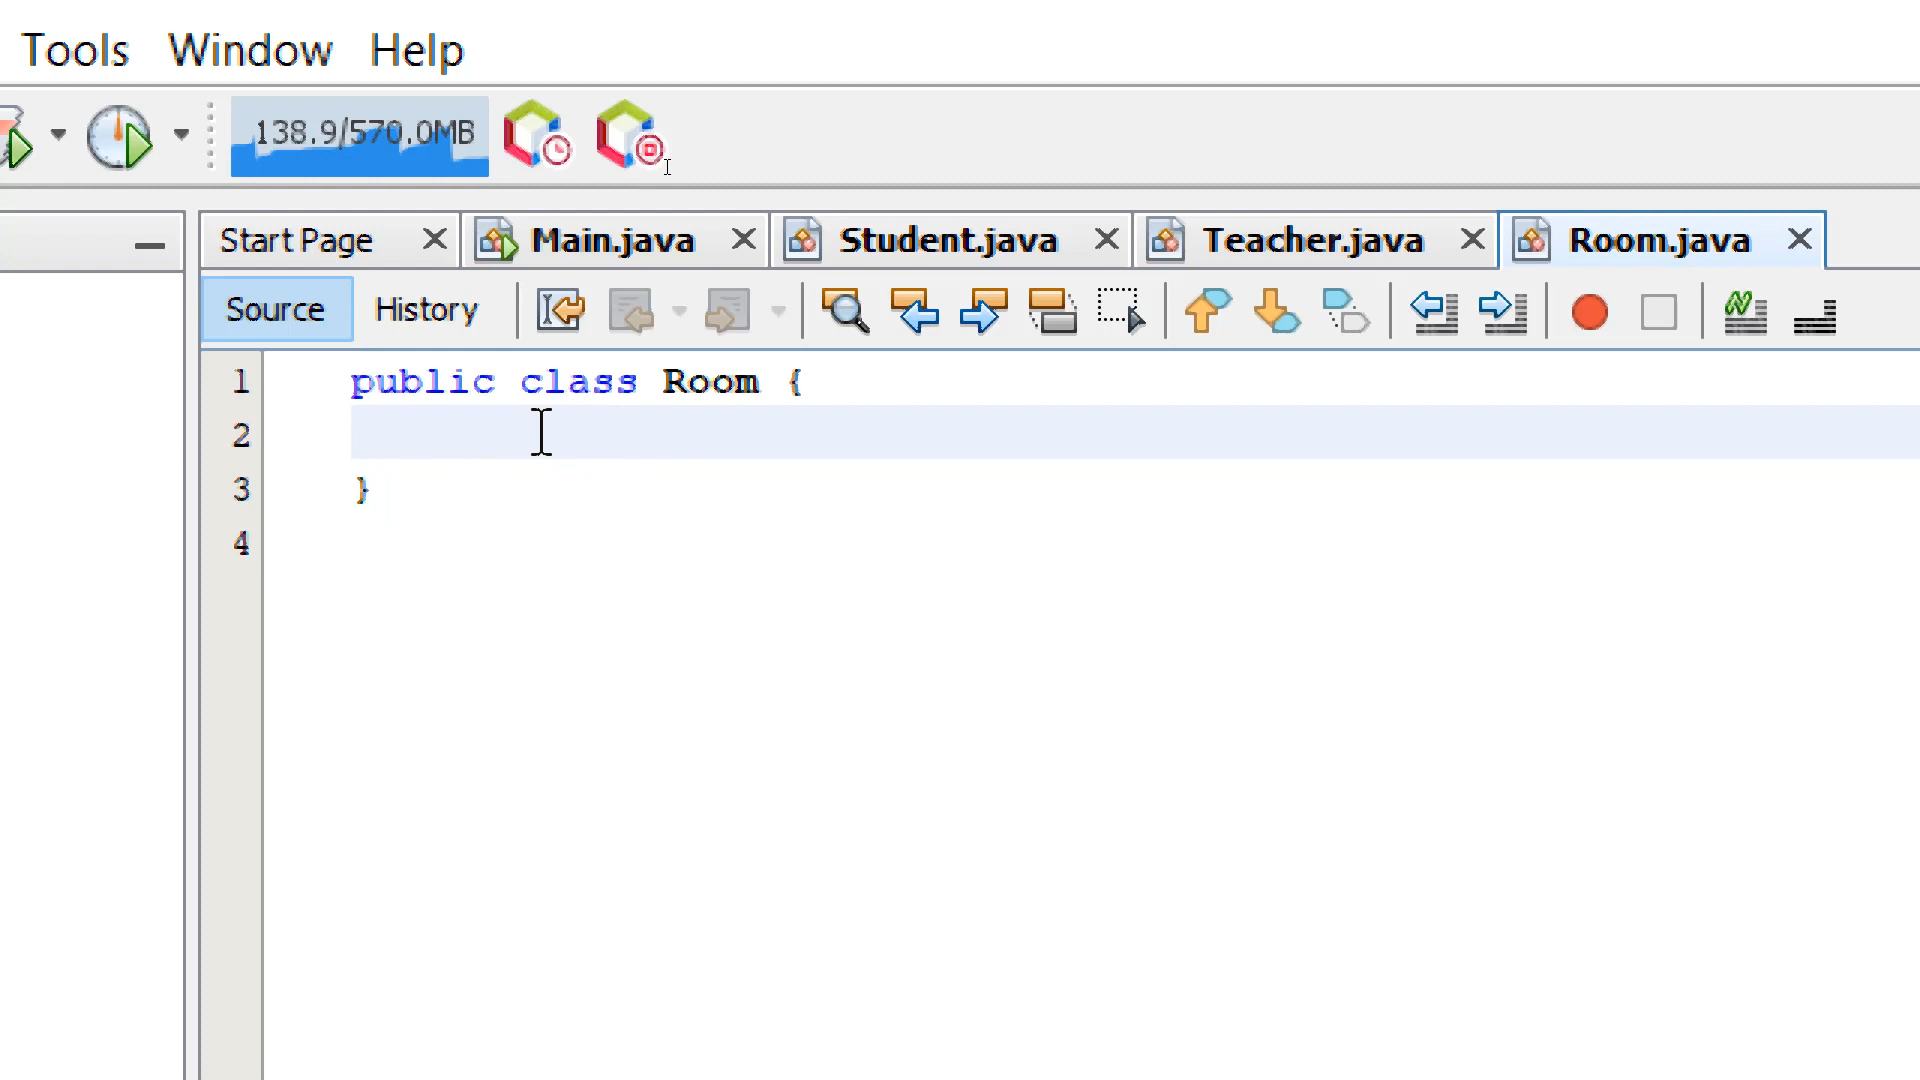 Tools Window Help
138.9/570.0MB
Start Page Main.java Student.java Teacher.java Room.java
Source History
1 public class Room {
2
3 }
4